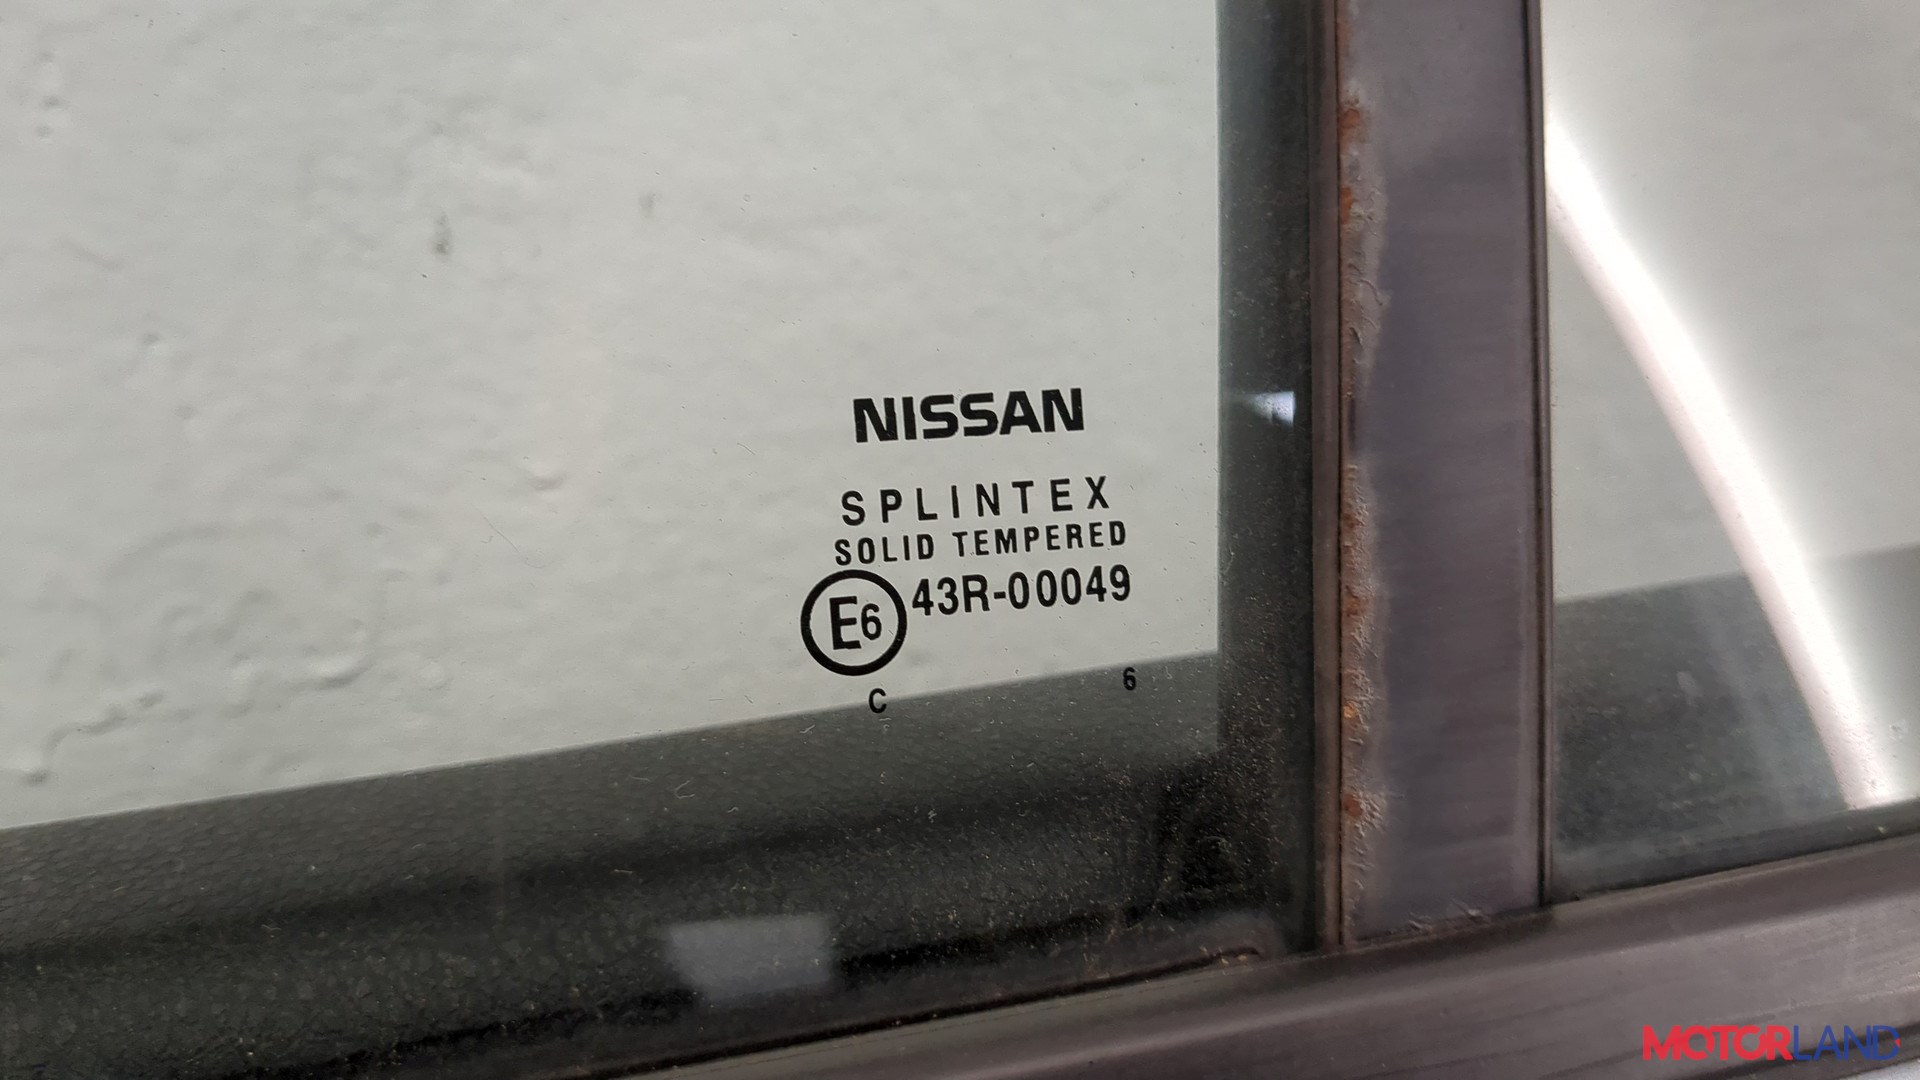 NISSAN
SPLINTEX
SOLID TEMPERED
E6 43R-00049
C 6
MOTORLAND